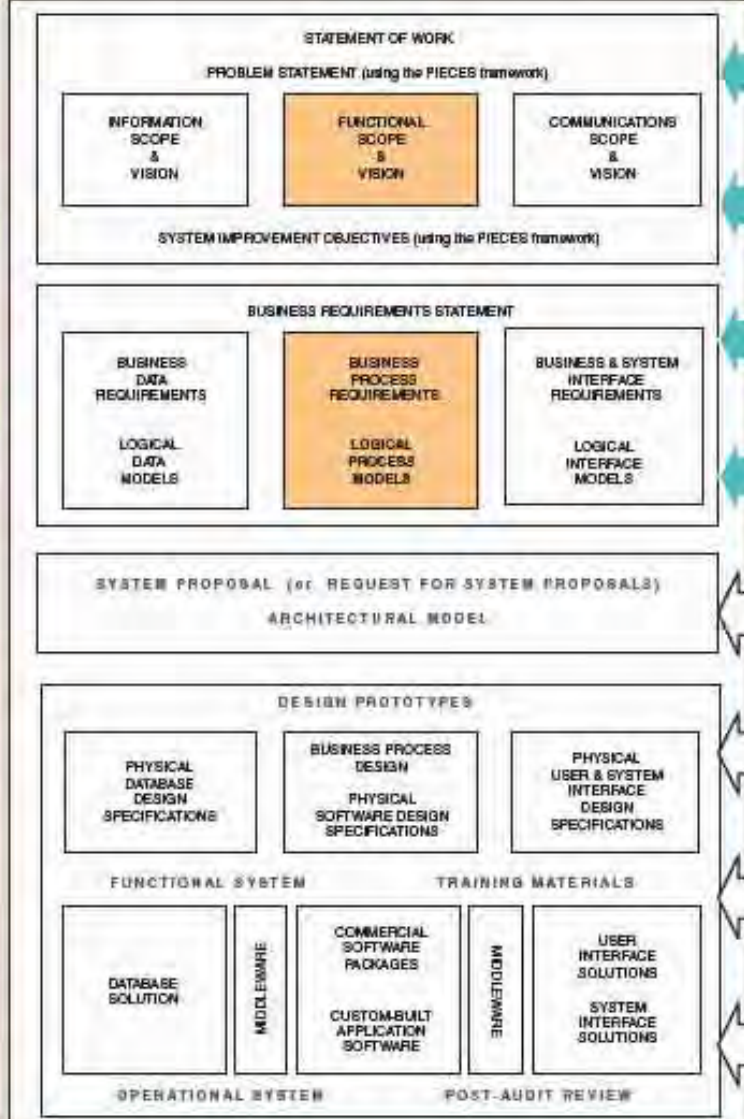 STATEMENT OF WORK
PROBLEM STATEMENT (using the PIECES framework)
INFORMATION
SCOPE
&
VISION
FUNCTIONAL
SCOPE
&
VISION
COMMUNICATIONS
SCOPE
&
VISION
SYSTEM IMPROVEMENT OBJECTIVES (using the PIECES framework)
BUSINESS REQUIREMENTS STATEMENT
BUSINESS
DATA
REQUIREMENTS
LOGICAL
DATA
MODELS
BUSINESS
PROCESS
REQUIREMENTS
LOGICAL
PROCESS
MODELS
BUSINESS & SYSTEM
INTERFACE
REQUIREMENTS
LOGICAL
INTERFACE
MODELS
SYSTEM PROPOSAL (or REQUEST FOR SYSTEM PROPOSALS)
ARCHITECTURAL MODEL
DESIGN PROTOTYPES
PHYSICAL
DATABASE
DESIGN
SPECIFICATIONS
BUSINESS PROCESS
DESIGN
PHYSICAL
SOFTWARE DESIGN
SPECIFICATIONS
PHYSICAL
USER & SYSTEM
INTERFACE
DESIGN
SPECIFICATIONS
FUNCTIONAL SYSTEM
TRAINING MATERIALS
DATABASE
SOLUTION
MIDDLEWARE
COMMERCIAL
SOFTWARE
PACKAGES
CUSTOM-BUILT
APPLICATION
SOFTWARE
MIDDLEWARE
USER
INTERFACE
SOLUTIONS
SYSTEM
INTERFACE
SOLUTIONS
OPERATIONAL SYSTEM
POST-AUDIT REVIEW